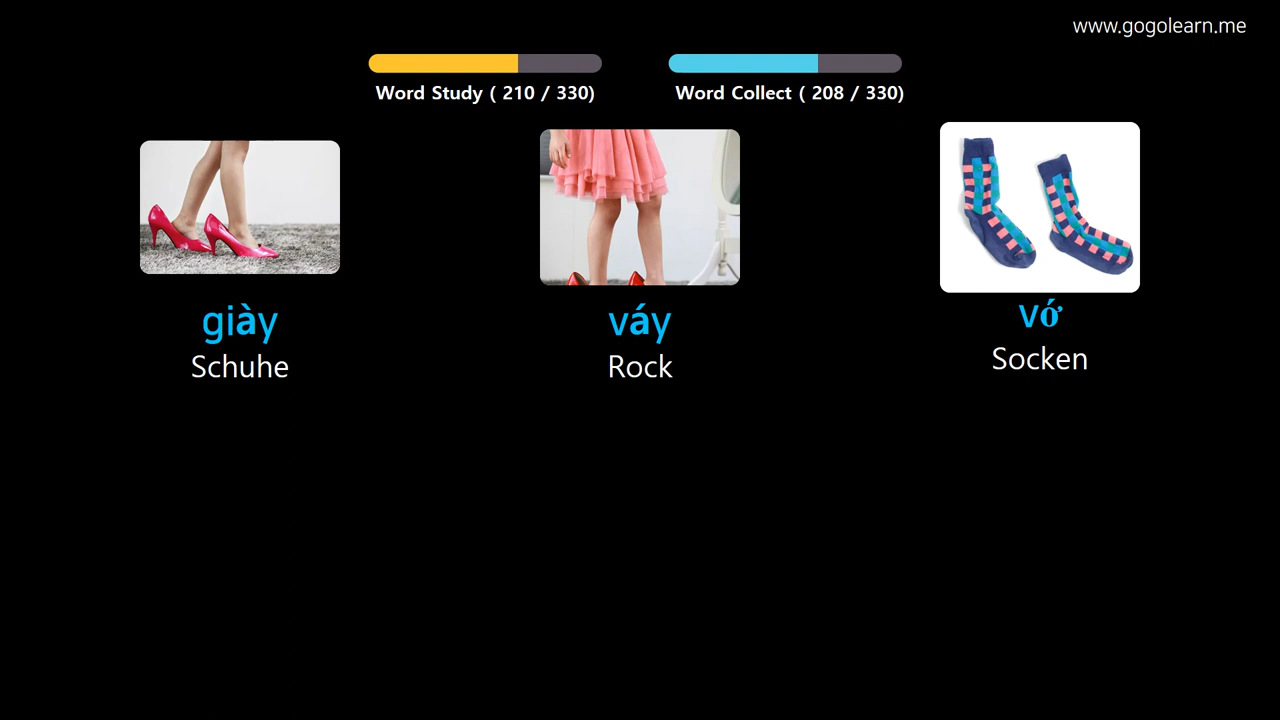 www.gogolearn.me
Word Study ( 210 / 330)
Word Collect ( 208 / 330)
giày
Schuhe
váy
Rock
vớ
Socken